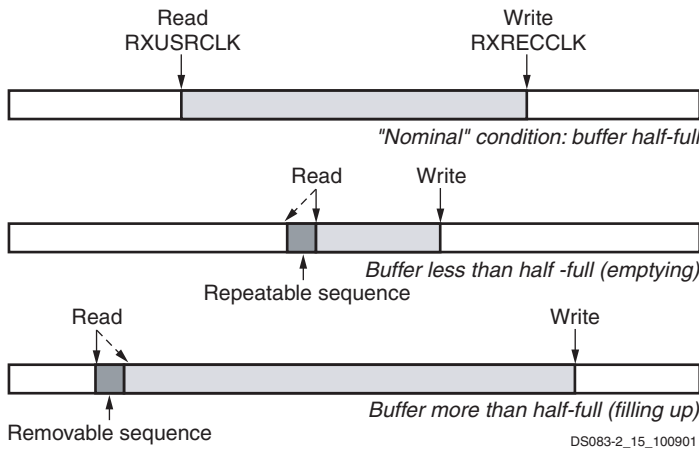 Read
RXUSRCLK
Write
RXRECCLK
"Nominal" condition: buffer half-full
Read
Write
Buffer less than half -full (emptying)
Repeatable sequence
Read
Write
Buffer more than half-full (filling up)
Removable sequence
DS083-2_15_100901